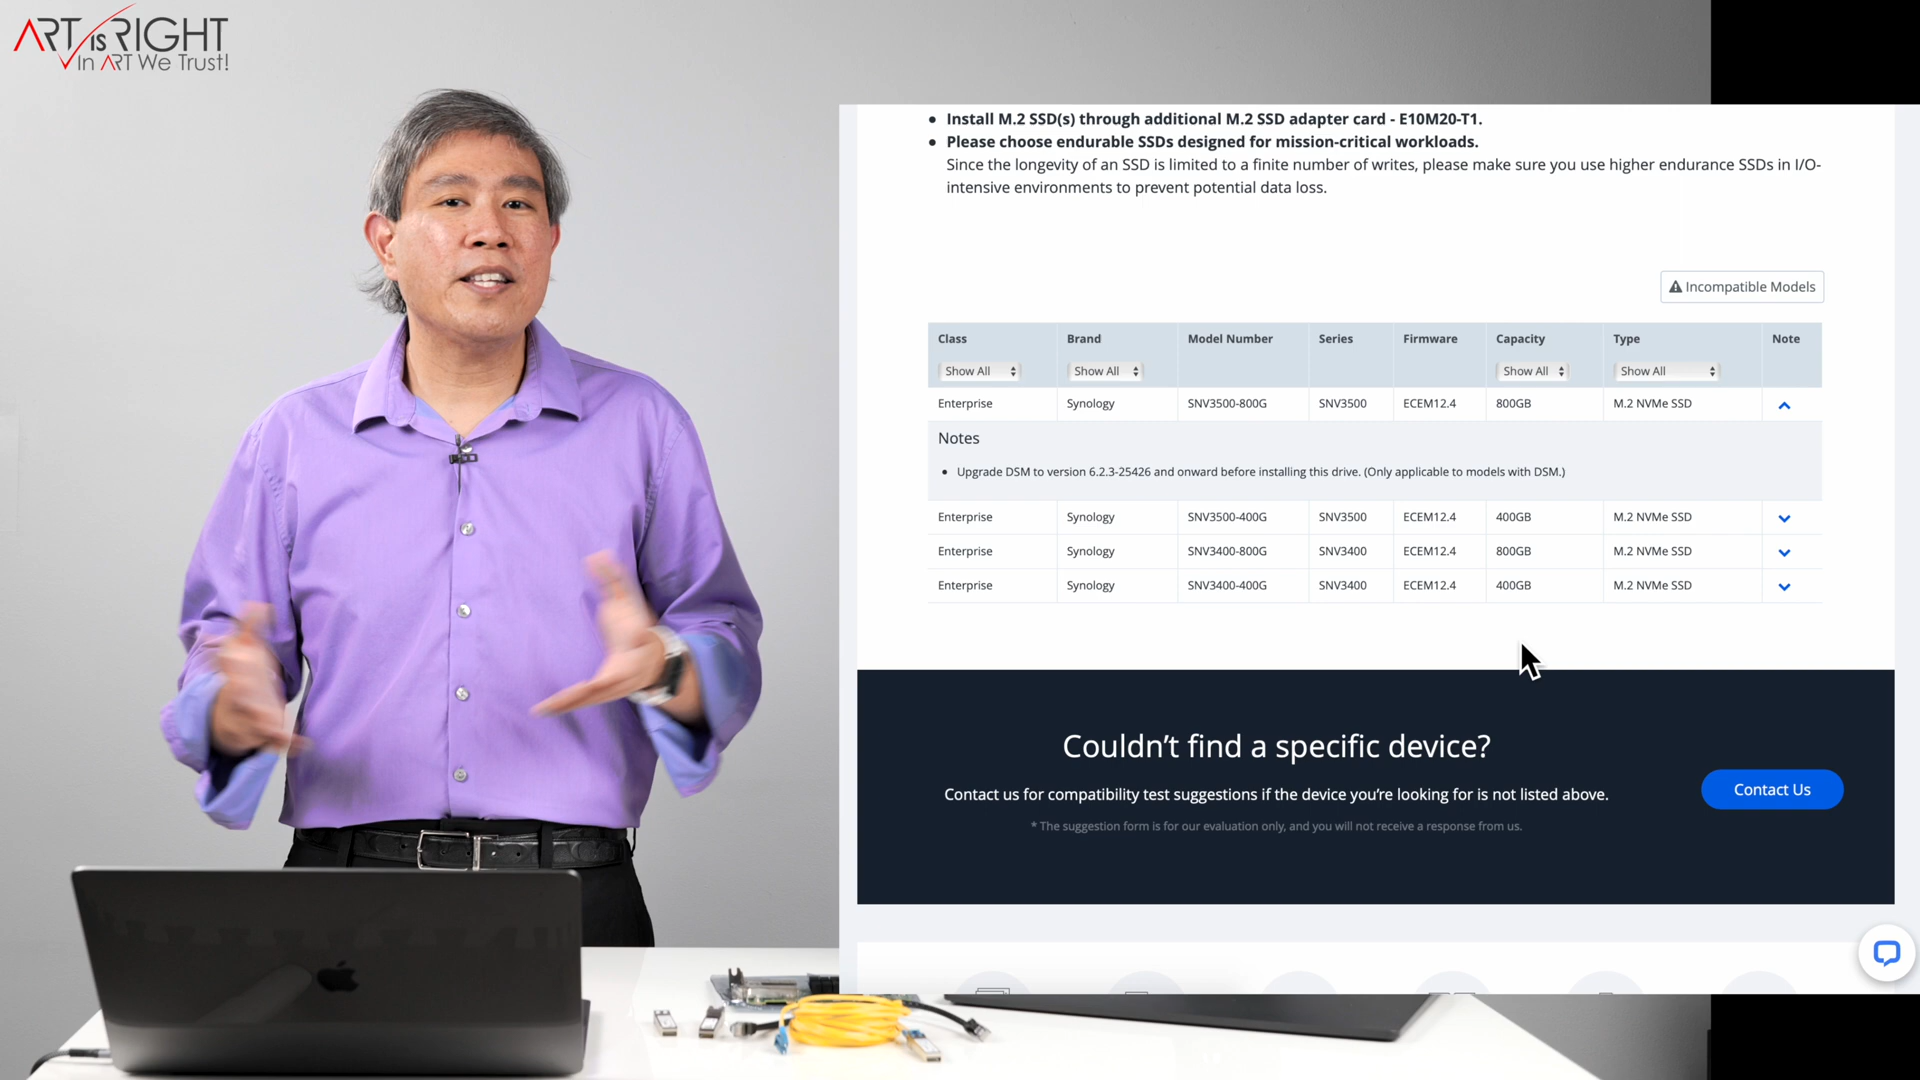 ART is RIGHT
In ART We Trust!
Install M.2 SSD(s) through additional M.2 SSD adapter card - E10M20-T1.
Please choose endurable SSDs designed for mission-critical workloads.
Since the longevity of an SSD is limited to a finite number of writes, please make sure you use higher endurance SSDs in I/O-
intensive environments to prevent potential data loss.
Incompatible Models
Class Brand Model Number Series Firmware Capacity Type Note
Show All Show All Show All Show All
Enterprise Synology SNV3500-800G SNV3500 ECEM12.4 800GB M.2 NVMe SSD
Notes
Upgrade DSM to version 6.2.3-25426 and onward before installing this drive. (Only applicable to models with DSM.)
Enterprise Synology SNV3500-400G SNV3500 ECEM12.4 400GB M.2 NVMe SSD
Enterprise Synology SNV3400-800G SNV3400 ECEM12.4 800GB M.2 NVMe SSD
Enterprise Synology SNV3400-400G SNV3400 ECEM12.4 400GB M.2 NVMe SSD
Couldn't find a specific device?
Contact us for compatibility test suggestions if the device you're looking for is not listed above.
Contact Us
* The suggestion form is for our evaluation only, and you will not receive a response from us.